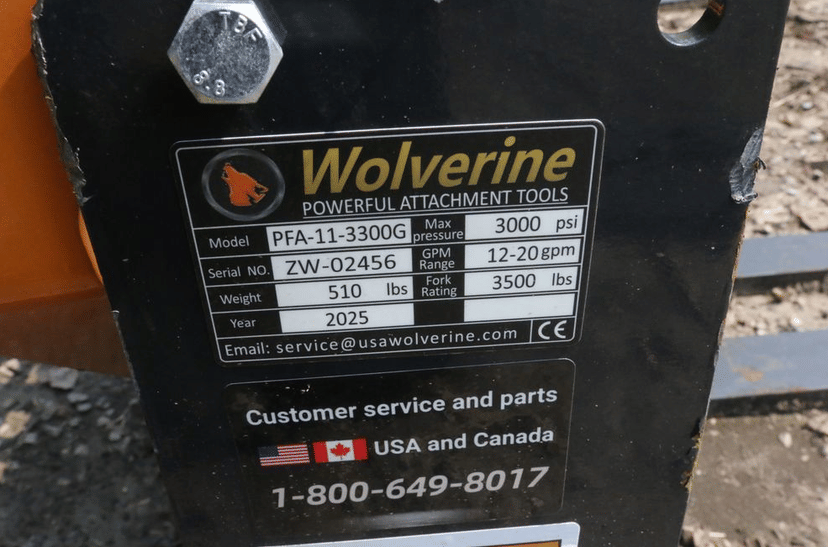 TBF
8.8
Wolverine
POWERFUL ATTACHMENT TOOLS
Model PFA-11-3300G Max pressure 3000 psi
Serial NO. ZW-02456 GPM Range 12-20 gpm
Weight 510 lbs Fork Rating 3500 lbs
Year 2025
Email: service@usawolverine.com CE
Customer service and parts
USA and Canada
1-800-649-8017